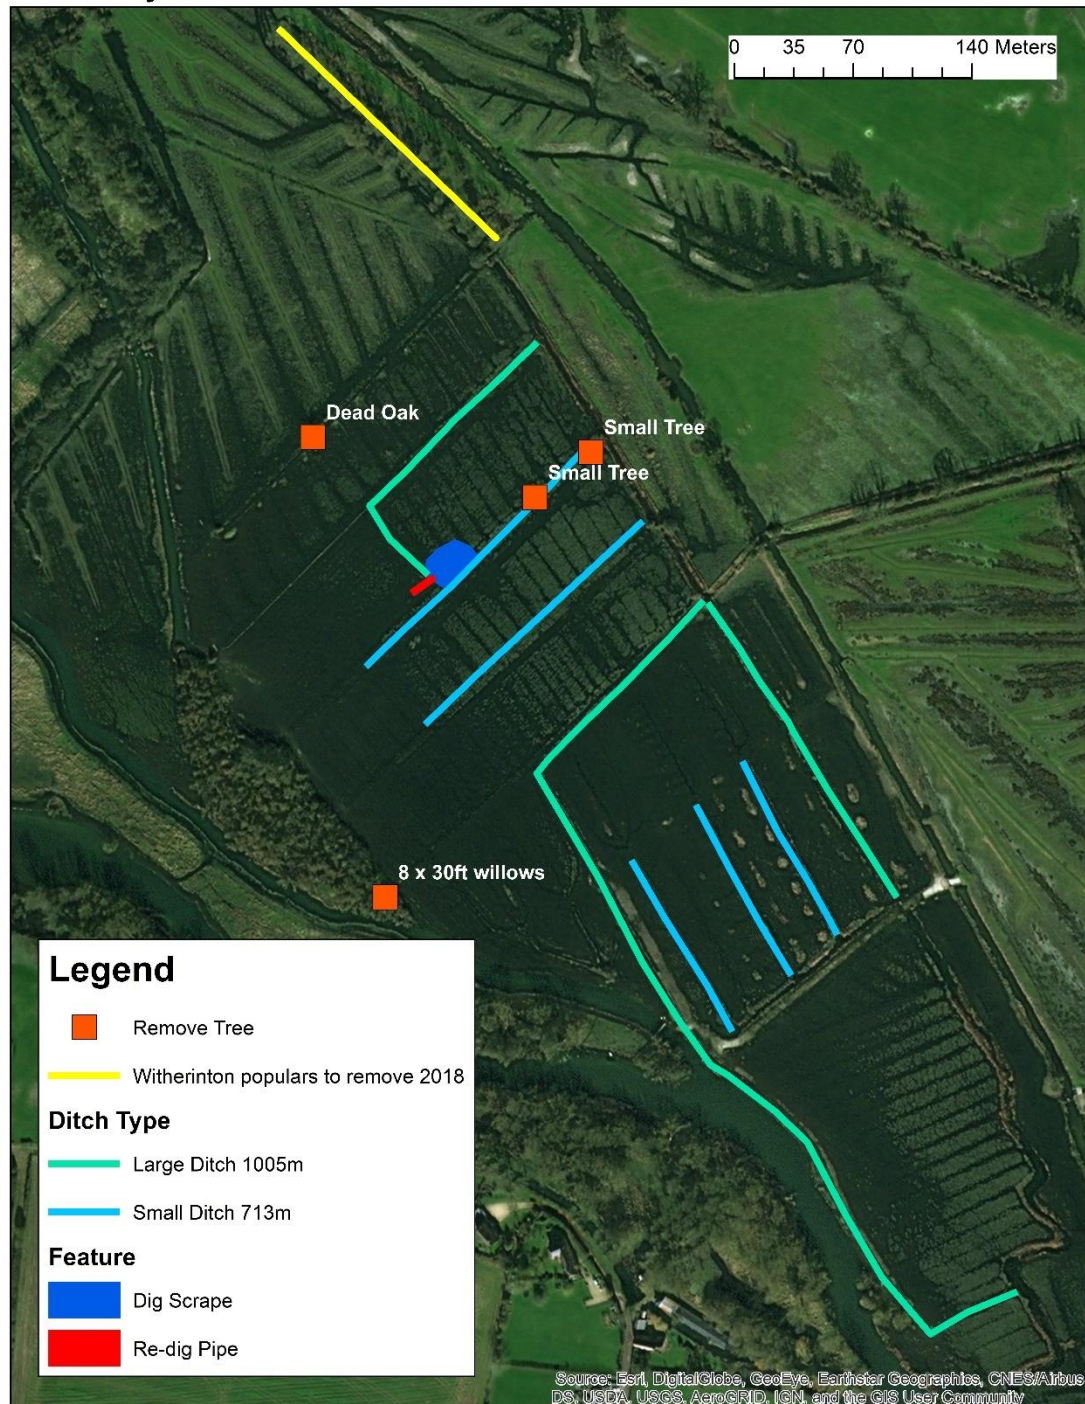 0 35 70 140 Meters
Dead Oak
Small Tree
Small Tree
8 x 30ft willows
Legend
Remove Tree
Witherinton populars to remove 2018
Ditch Type
Large Ditch 1005m
Small Ditch 713m
Feature
Dig Scrape
Re-dig Pipe
Source: Esri, DigitalGlobe, GeoEye, Earthstar Geographics, CNES/Airbus
DS, USDA, USGS, AeroGRID, IGN, and the GIS User Community